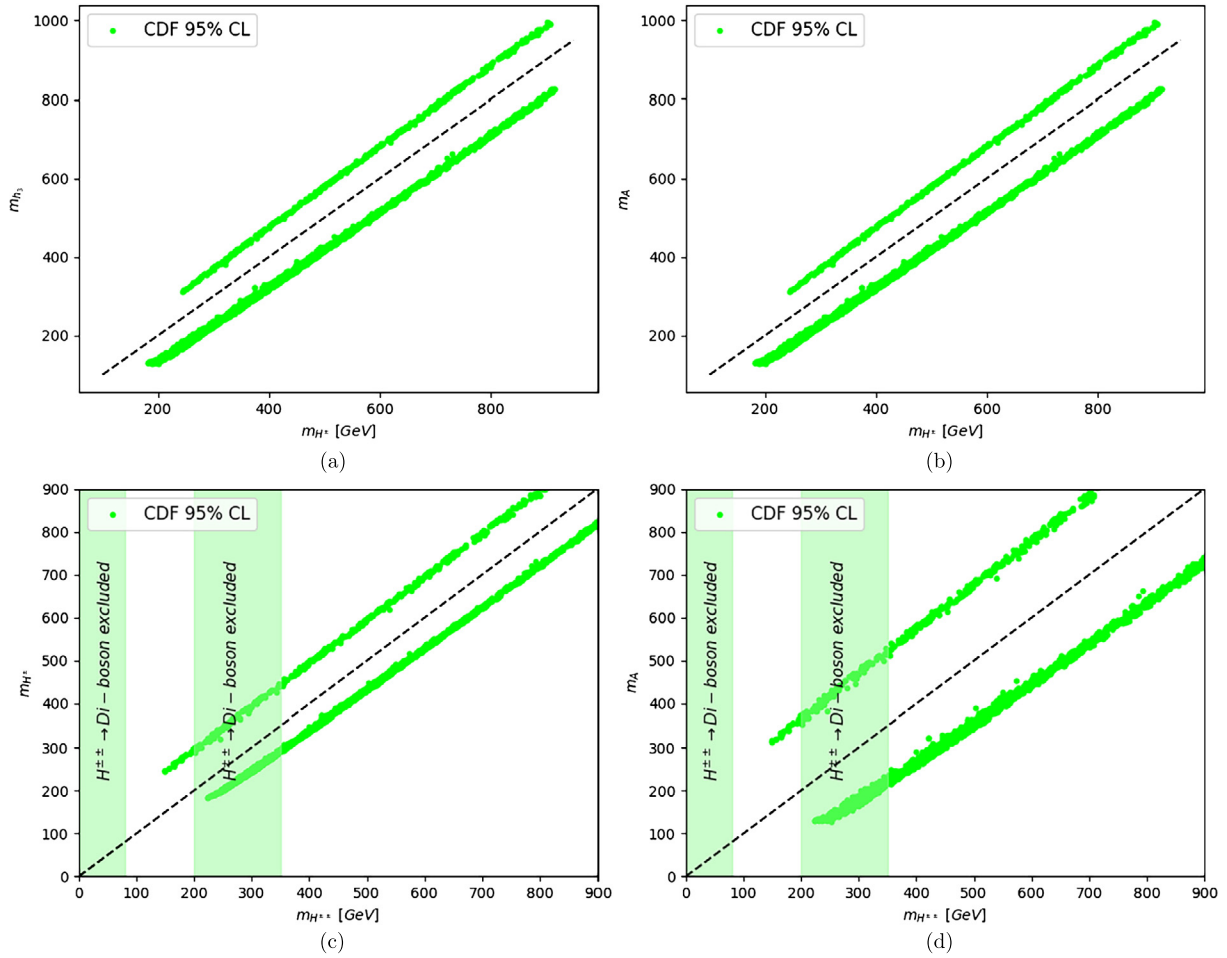 CDF 95% CL
1000
800
600
400
200
m_{h_3}
200 400 600 800
m_{H^±} [GeV]
(a)
CDF 95% CL
1000
800
600
400
200
m_A
200 400 600 800
m_{H^±} [GeV]
(b)
CDF 95% CL
900
800
700
600
500
400
300
200
100
0
m_{H^±}
H^{±±} → Di − boson excluded
H^{±±} → Di − boson excluded
0 100 200 300 400 500 600 700 800 900
m_{H^{±±}} [GeV]
(c)
CDF 95% CL
900
800
700
600
500
400
300
200
100
0
m_A
H^{±±} → Di − boson excluded
H^{±±} → Di − boson excluded
0 100 200 300 400 500 600 700 800 900
m_{H^{±±}} [GeV]
(d)